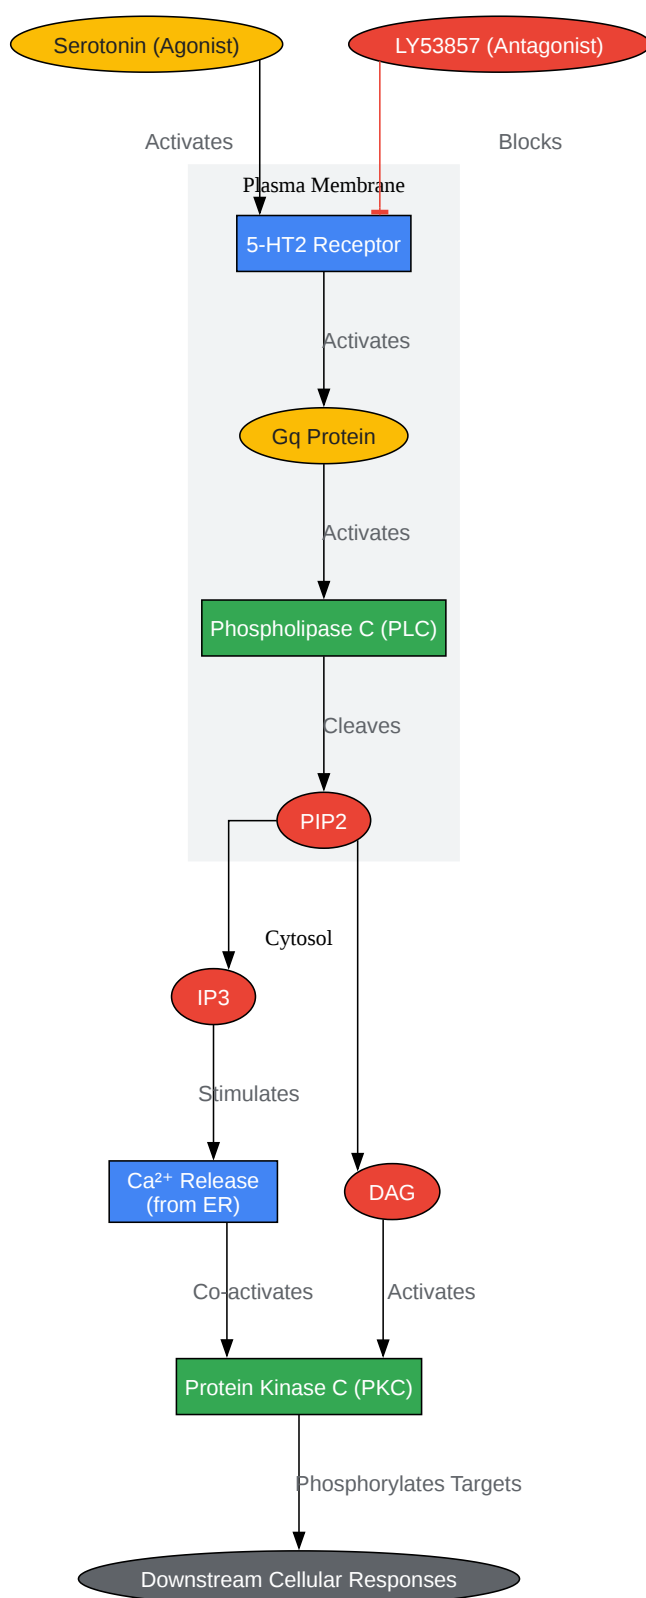 Serotonin (Agonist)
LY53857 (Antagonist)
Activates
Blocks
Plasma Membrane
5-HT2 Receptor
Activates
Gq Protein
Activates
Phospholipase C (PLC)
Cleaves
PIP2
Cytosol
IP3
Stimulates
Ca²⁺ Release
(from ER)
DAG
Co-activates
Activates
Protein Kinase C (PKC)
Phosphorylates Targets
Downstream Cellular Responses